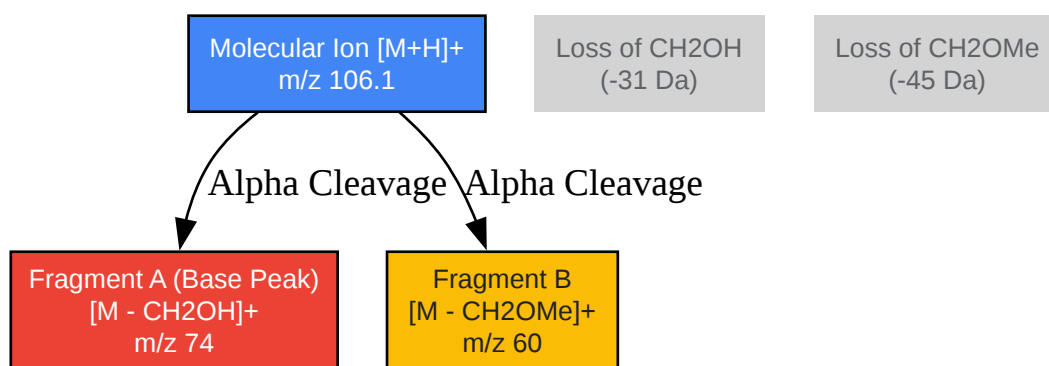 Molecular Ion [M+H]+
m/z 106.1
Loss of CH2OH
(-31 Da)
Loss of CH2OMe
(-45 Da)
Alpha Cleavage
Alpha Cleavage
Fragment A (Base Peak)
[M - CH2OH]+
m/z 74
Fragment B
[M - CH2OMe]+
m/z 60